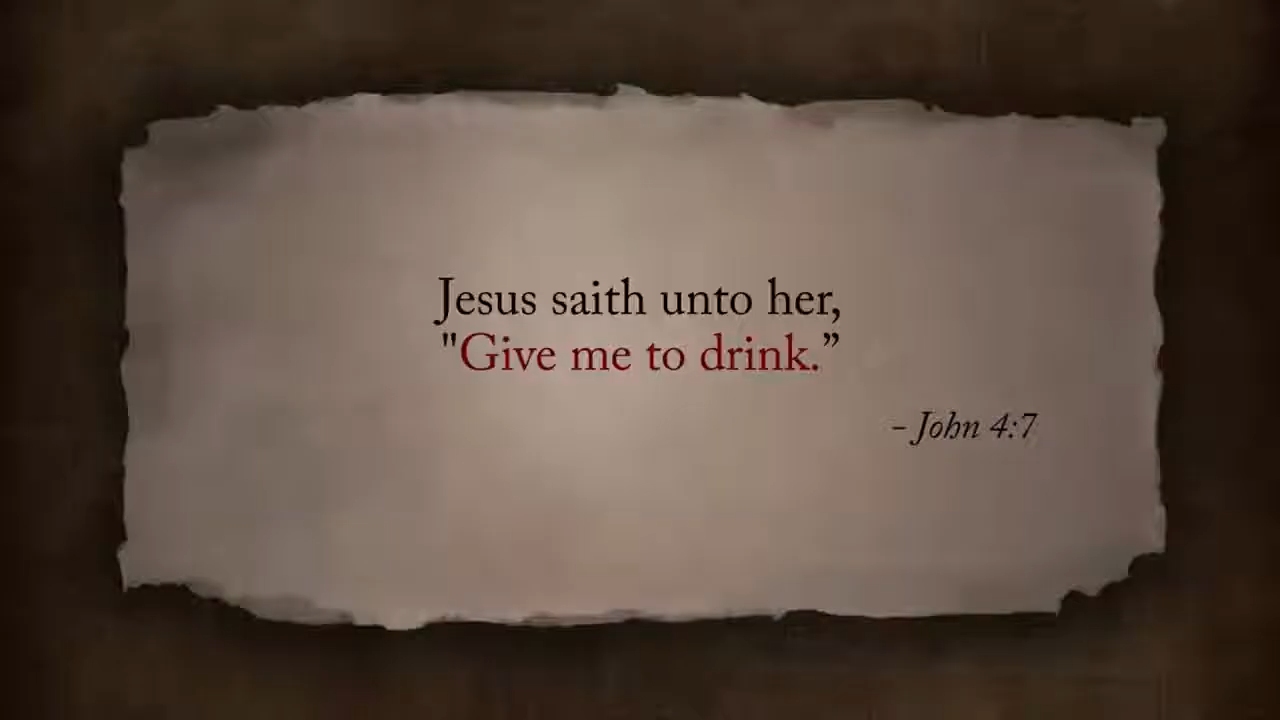 Jesus saith unto her,
"Give me to drink.”
- John 4:7